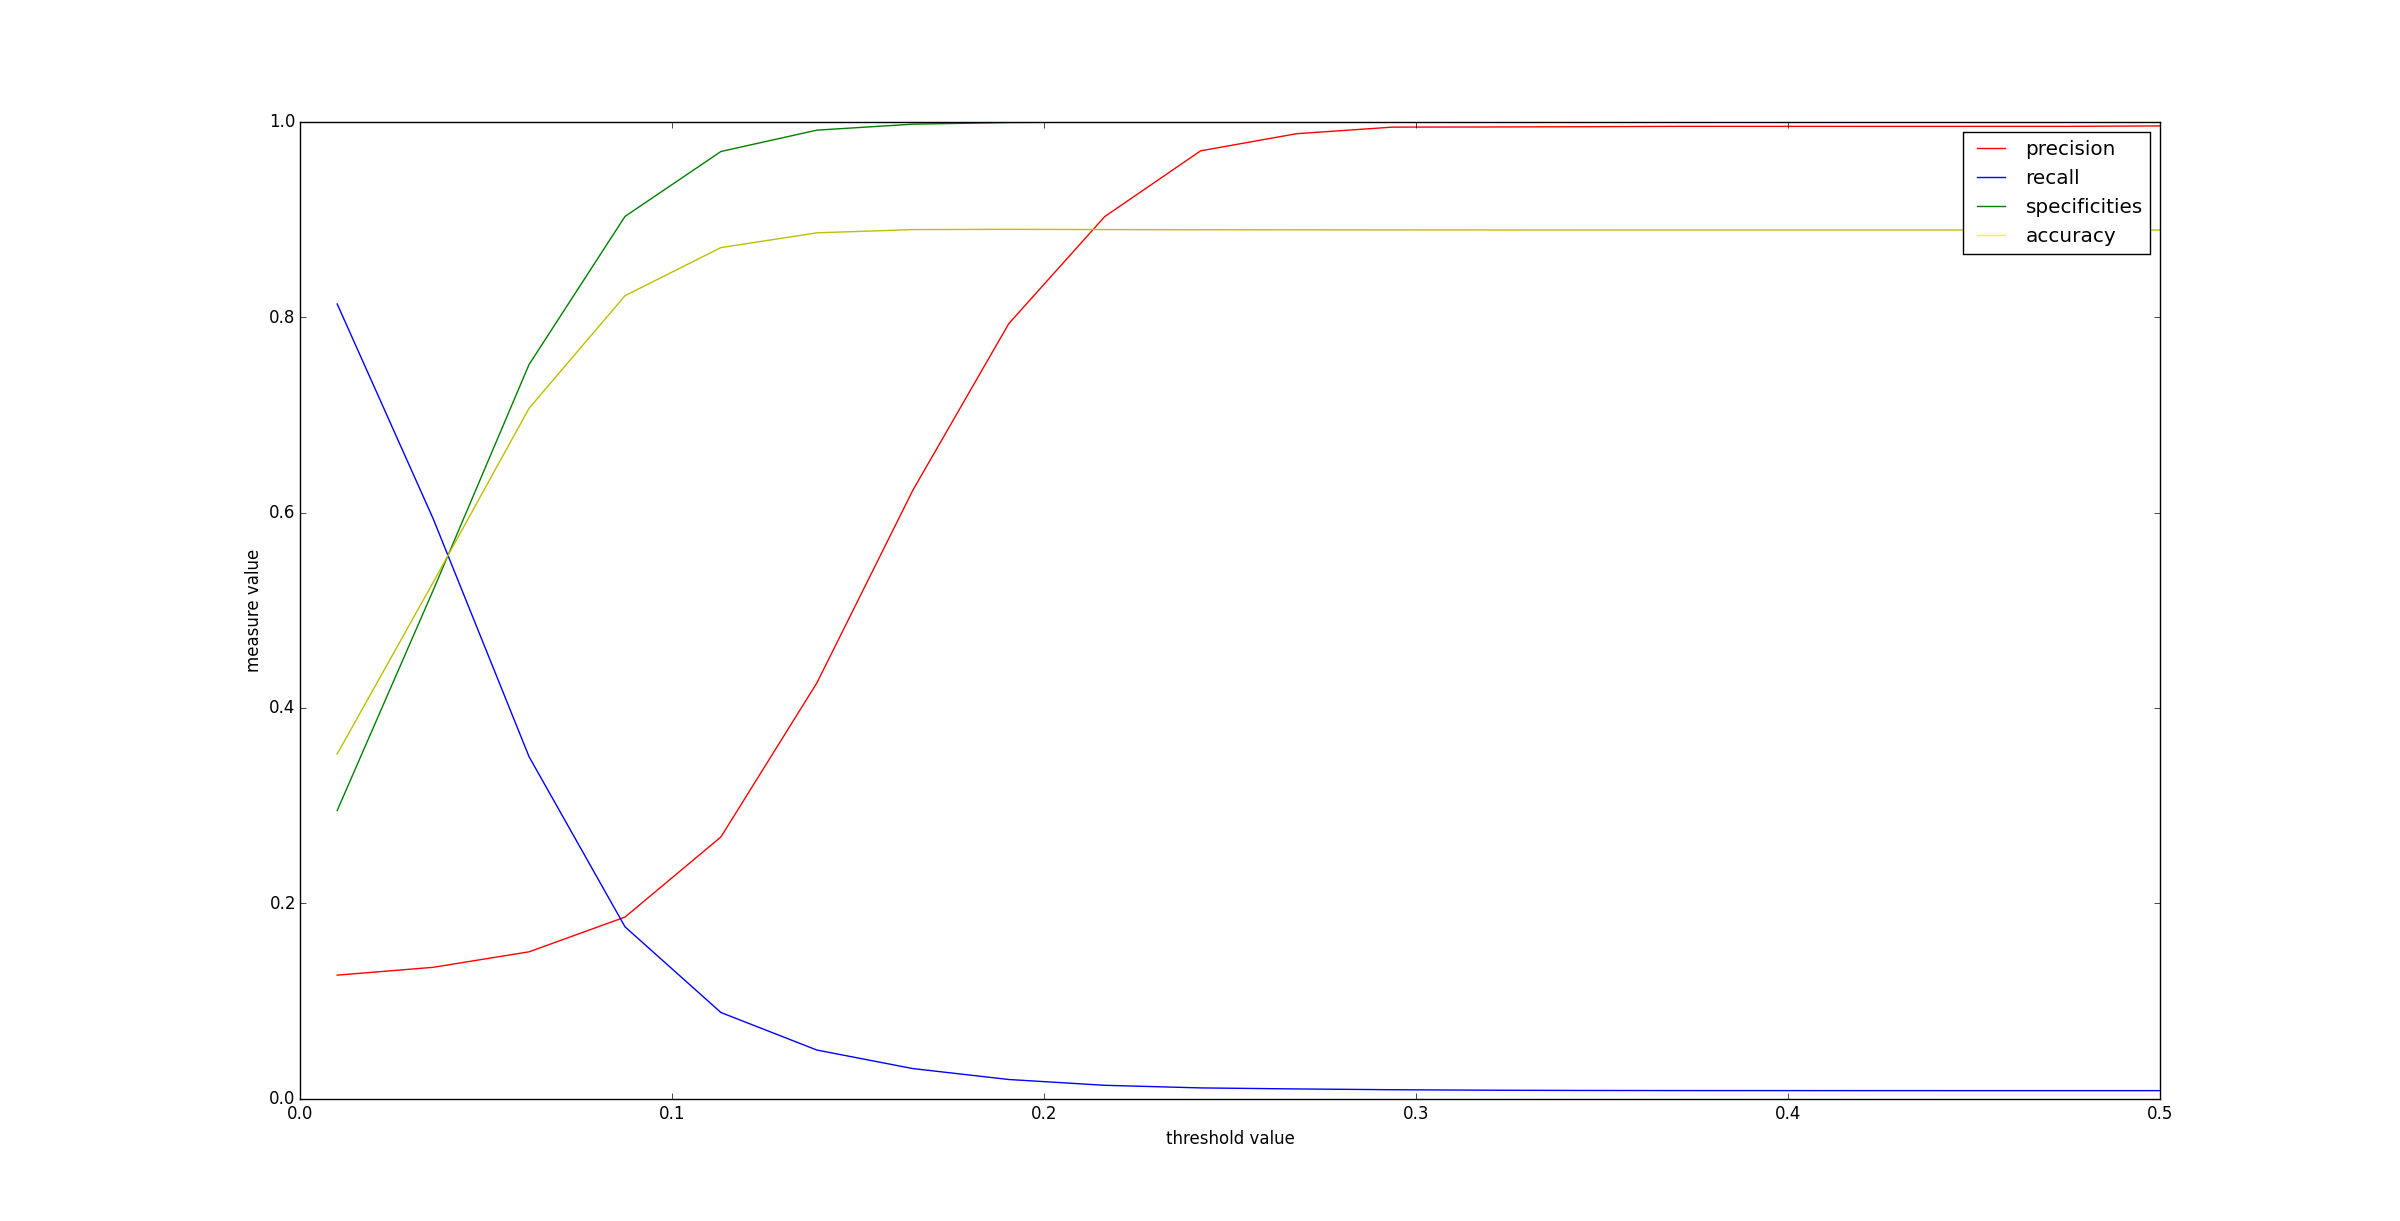 1.0
0.8
0.6
0.4
0.2
0.0
measure value
0.0 0.1 0.2 0.3 0.4 0.5
threshold value
precision
recall
specificities
accuracy